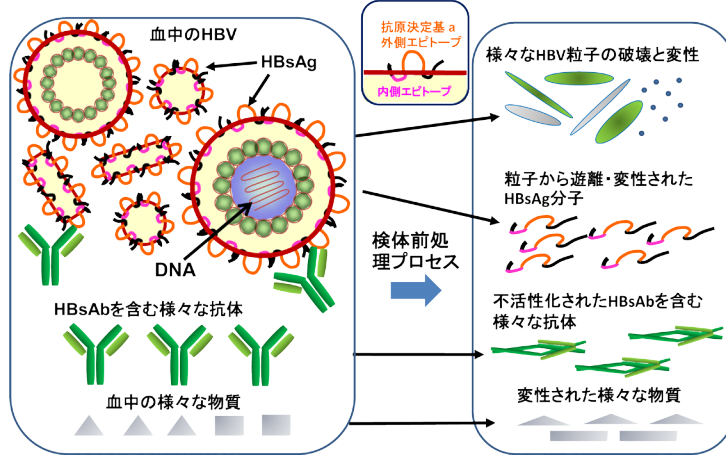 血中のHBV
HBsAg
DNA
HBsAbを含む様々な抗体
血中の様々な物質
抗原決定基a
外側エピトープ
内側エピトープ
検体前処
理プロセス
様々なHBV粒子の破壊と変性
粒子から遊離・変性された
HBsAg分子
不活性化されたHBsAbを含む
様々な抗体
変性された様々な物質